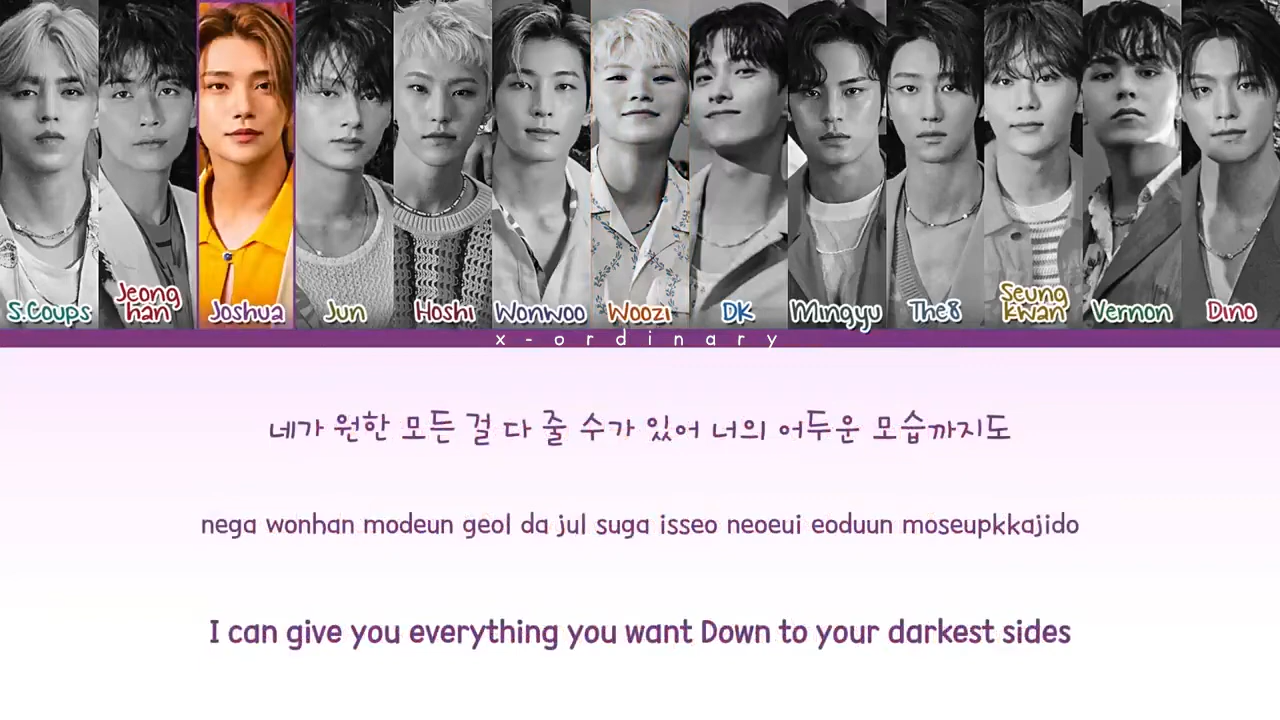 S.Coups
Jeong
han
Joshua
Jun
Hoshi
Wonwoo
Woozi
DK
Mingyu
The8
Seung
kwan
Vernon
Dino
x-ordinary
네가 원한 모든 걸 다 줄 수가 있어 너의 어두운 모습까지도
nega wonhan modeun geol da jul suga isseo neoeui eoduun moseupkkajido
I can give you everything you want Down to your darkest sides